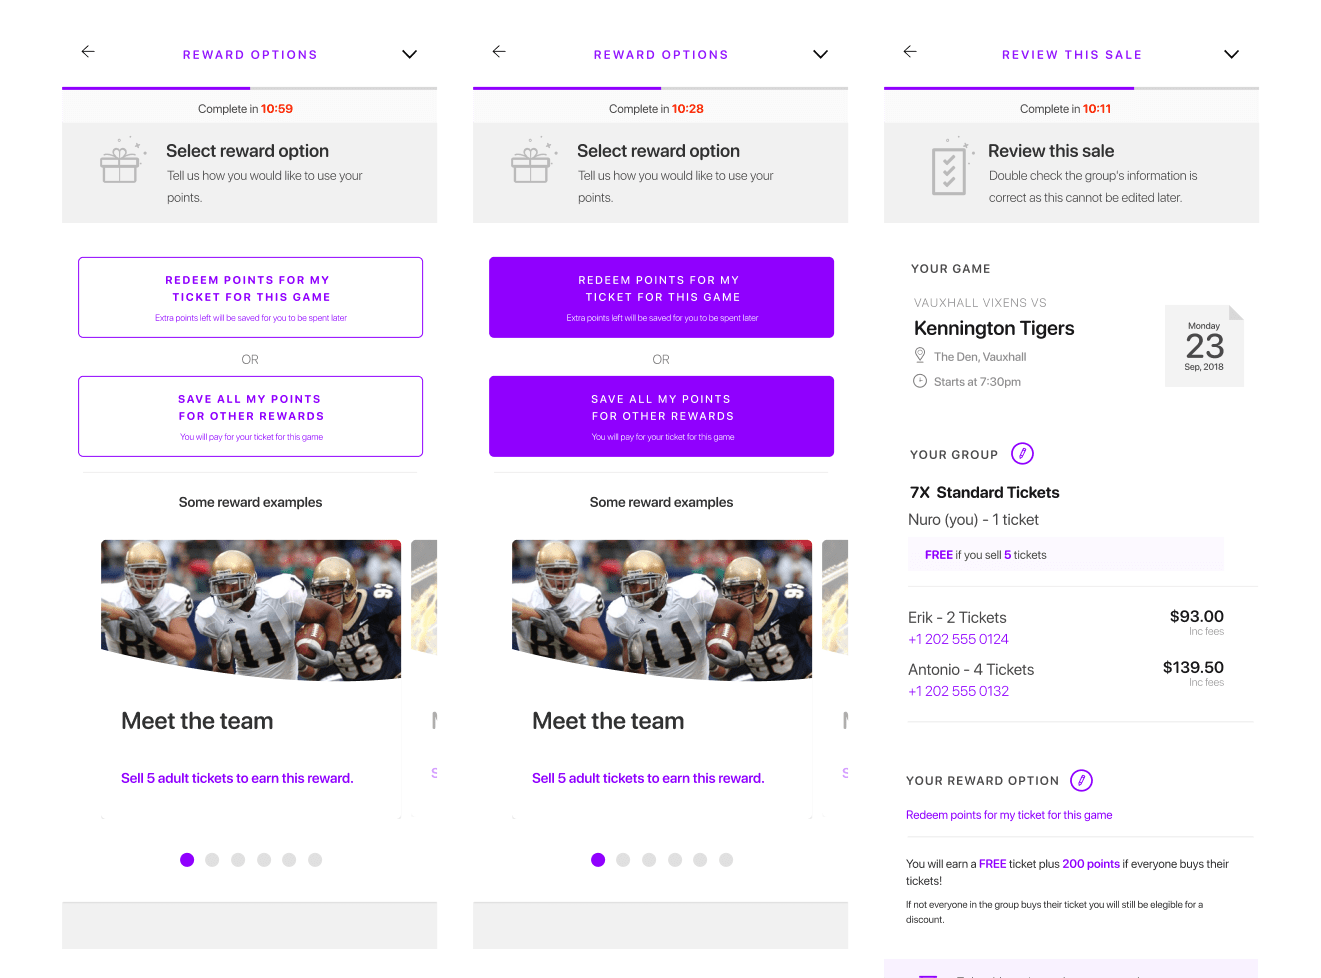 REWARD OPTIONS
Complete in 10:59
Select reward option
Tell us how you would like to use your
points.
REDEEM POINTS FOR MY
TICKET FOR THIS GAME
Extra points left will be saved for you to be spent later
OR
SAVE ALL MY POINTS
FOR OTHER REWARDS
You will pay for your ticket for this game
Some reward examples
11
NAVY
93
Meet the team
Sell 5 adult tickets to earn this reward.
REWARD OPTIONS
Complete in 10:28
Select reward option
Tell us how you would like to use your
points.
REDEEM POINTS FOR MY
TICKET FOR THIS GAME
Extra points left will be saved for you to be spent later
OR
SAVE ALL MY POINTS
FOR OTHER REWARDS
You will pay for your ticket for this game
Some reward examples
11
NAVY
93
Meet the team
Sell 5 adult tickets to earn this reward.
REVIEW THIS SALE
Complete in 10:11
Review this sale
Double check the group's information is
correct as this cannot be edited later.
YOUR GAME
VAUXHALL VIXENS VS
Kennington Tigers
The Den, Vauxhall
Starts at 7:30pm
Monday
23
Sep, 2018
YOUR GROUP
7X Standard Tickets
Nuro (you) - 1 ticket
FREE if you sell 5 tickets
Erik - 2 Tickets
$93.00
+1 202 555 0124
Inc fees
Antonio - 4 Tickets
$139.50
+1 202 555 0132
Inc fees
YOUR REWARD OPTION
Redeem points for my ticket for this game
You will earn a FREE ticket plus 200 points if everyone buys their
tickets!
If not everyone in the group buys their ticket you will still be elegible for a
discount.